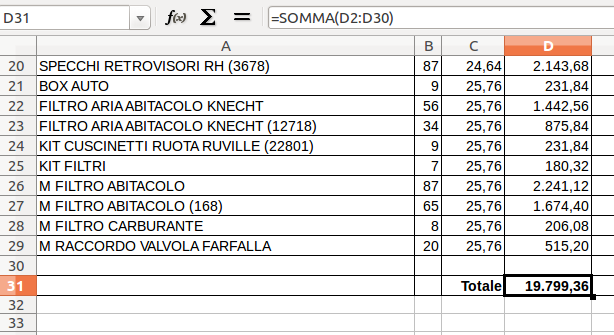 D31 f(x) Σ = =SOMMA(D2:D30)
A B C D
20 SPECCHI RETROVISORI RH (3678) 87 24,64 2.143,68
21 BOX AUTO 9 25,76 231,84
22 FILTRO ARIA ABITACOLO KNECHT 56 25,76 1.442,56
23 FILTRO ARIA ABITACOLO KNECHT (12718) 34 25,76 875,84
24 KIT CUSCINETTI RUOTA RUVILLE (22801) 9 25,76 231,84
25 KIT FILTRI 7 25,76 180,32
26 M FILTRO ABITACOLO 87 25,76 2.241,12
27 M FILTRO ABITACOLO (168) 65 25,76 1.674,40
28 M FILTRO CARBURANTE 8 25,76 206,08
29 M RACCORDO VALVOLA FARFALLA 20 25,76 515,20
30
31 Totale 19.799,36
32
33